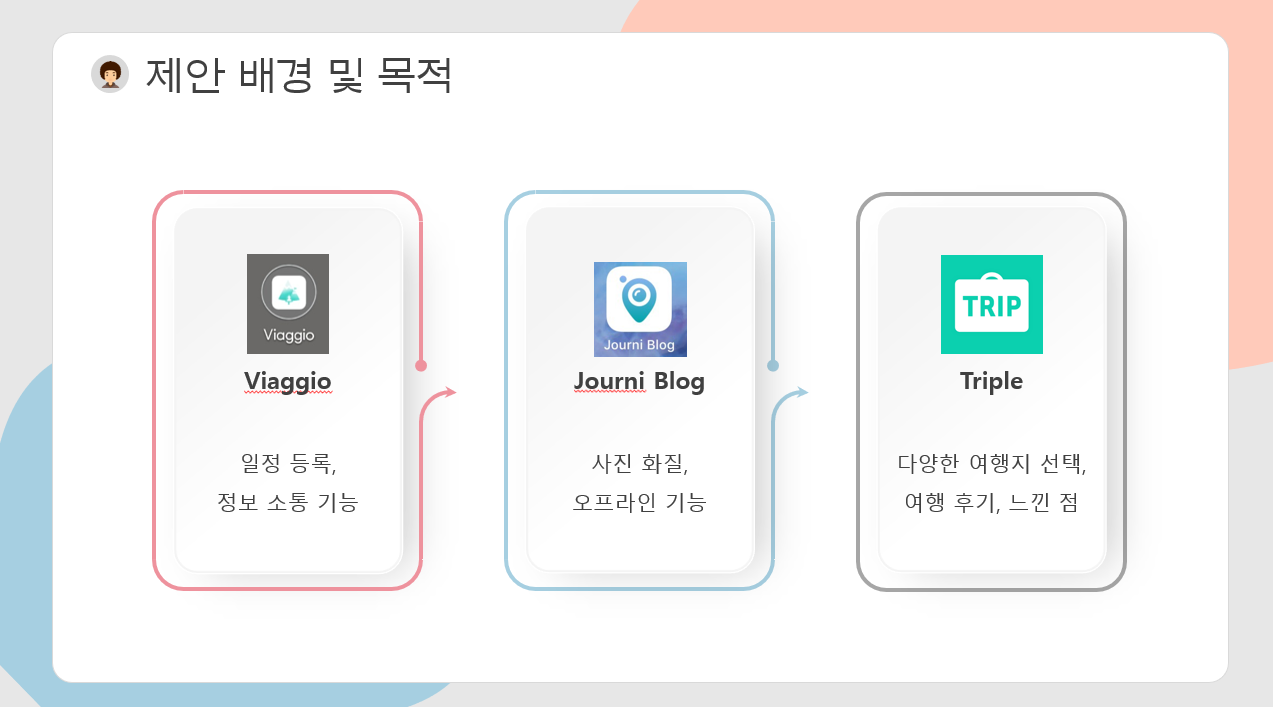 제안 배경 및 목적
Viaggio
Viaggio
일정 등록,
정보 소통 기능
Journi Blog
Journi Blog
사진 화질,
오프라인 기능
TRIP
Triple
다양한 여행지 선택,
여행 후기, 느낀 점